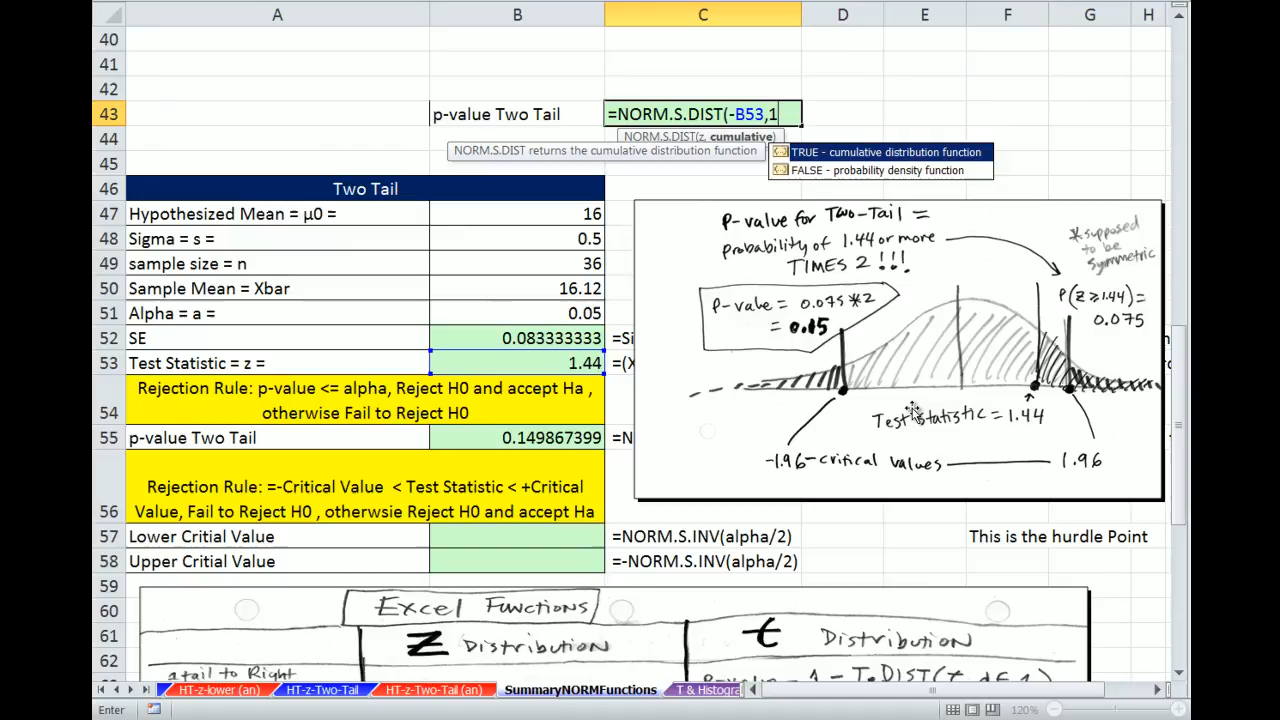 A B C D E F G H
40
41
42
43 p-value Two Tail =NORM.S.DIST(-B53,1
44 NORM.S.DIST(z, cumulative)
NORM.S.DIST returns the cumulative distribution function
TRUE - cumulative distribution function
FALSE - probability density function
45
46 Two Tail
47 Hypothesized Mean = µ0 = 16
48 Sigma = s = 0.5
49 sample size = n 36
50 Sample Mean = Xbar 16.12
51 Alpha = a = 0.05
52 SE 0.083333333 =Si
53 Test Statistic = z = 1.44 =(X
Rejection Rule: p-value <= alpha, Reject H0 and accept Ha ,
54 otherwise Fail to Reject H0
55 p-value Two Tail 0.149867399 =N
Rejection Rule: =-Critical Value < Test Statistic < +Critical
56 Value, Fail to Reject H0 , otherwsie Reject H0 and accept Ha
57 Lower Critial Value =NORM.S.INV(alpha/2) This is the hurdle Point
58 Upper Critial Value =-NORM.S.INV(alpha/2)
P-value for Two-Tail =
probability of 1.44 or more
TIMES 2 !!!
*supposed
to be
symmetric
P-value = 0.075*2
= 0.15
P(Z≥1.44)=
0.075
Test Statistic = 1.44
-1.96-critical values 1.96
59
60 Excel Functions
61 Z Distribution t Distribution
62 a tail to Right
HT-z-lower (an) HT-z-Two-Tail HT-z-Two-Tail (an) SummaryNORMFunctions T & Histogra
Enter 120%